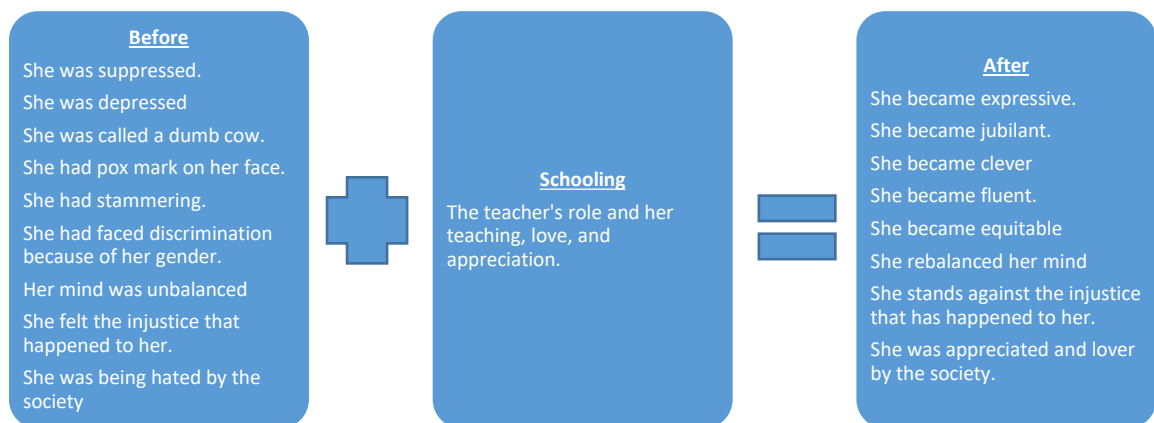 Before
She was suppressed.
She was depressed
She was called a dumb cow.
She had pox mark on her face.
She had stammering.
She had faced discrimination
because of her gender.
Her mind was unbalanced
She felt the injustice that
happened to her.
She was being hated by the
society
Schooling
The teacher's role and her
teaching, love, and
appreciation.
After
She became expressive.
She became jubilant.
She became clever
She became fluent.
She became equitable
She rebalanced her mind
She stands against the injustice
that has happened to her.
She was appreciated and lover
by the society.